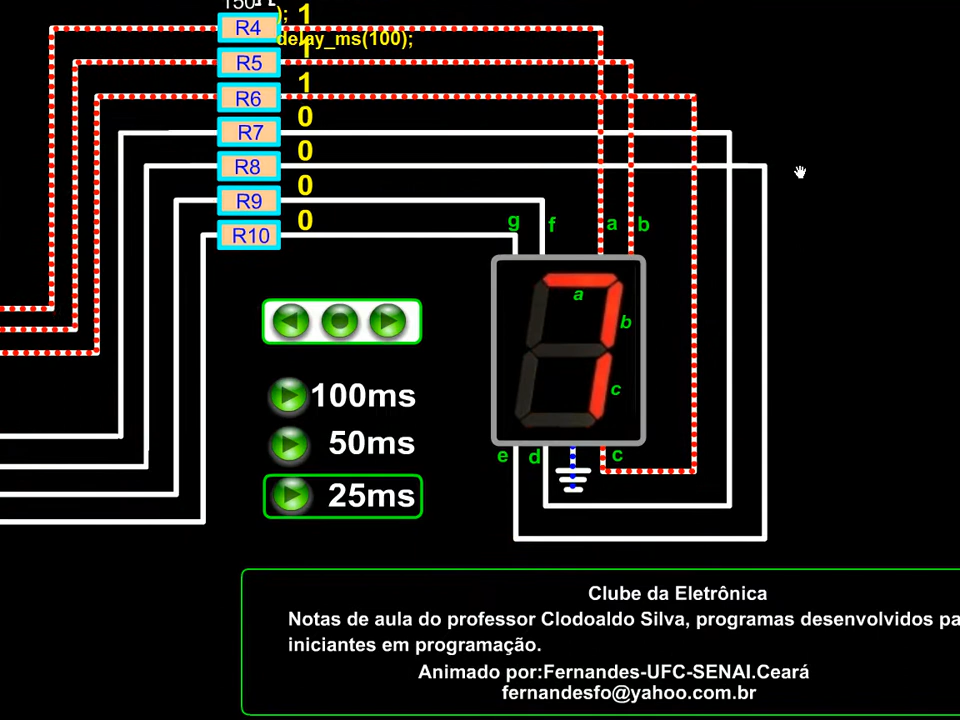 150Ω
); 1
R4
delay_ms(100);
R5 1
R6 1
R7 0
R8 0
R9 0
R10 0
g f a b
a
b
c
100ms
50ms
25ms
e d c
Clube da Eletrônica
Notas de aula do professor Clodoaldo Silva, programas desenvolvidos pa
iniciantes em programação.
Animado por:Fernandes-UFC-SENAI.Ceará
fernandesfo@yahoo.com.br